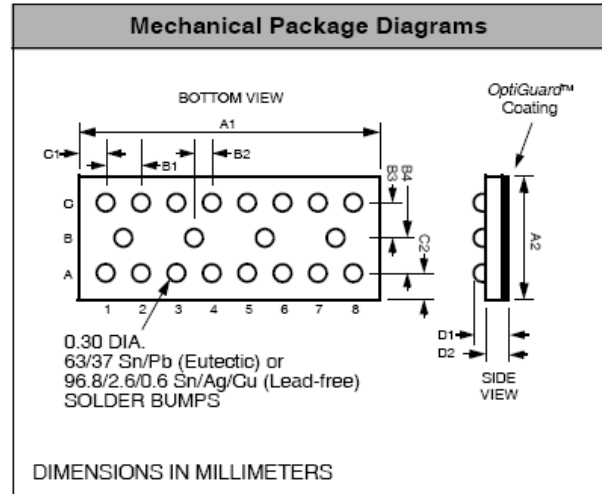 Mechanical Package Diagrams
BOTTOM VIEW
OptiGuard™
Coating
A1
C1
B1
B2
B3
B4
C2
A2
C
B
A
1 2 3 4 5 6 7 8
D1
D2
SIDE
VIEW
0.30 DIA.
63/37 Sn/Pb (Eutectic) or
96.8/2.6/0.6 Sn/Ag/Cu (Lead-free)
SOLDER BUMPS
DIMENSIONS IN MILLIMETERS